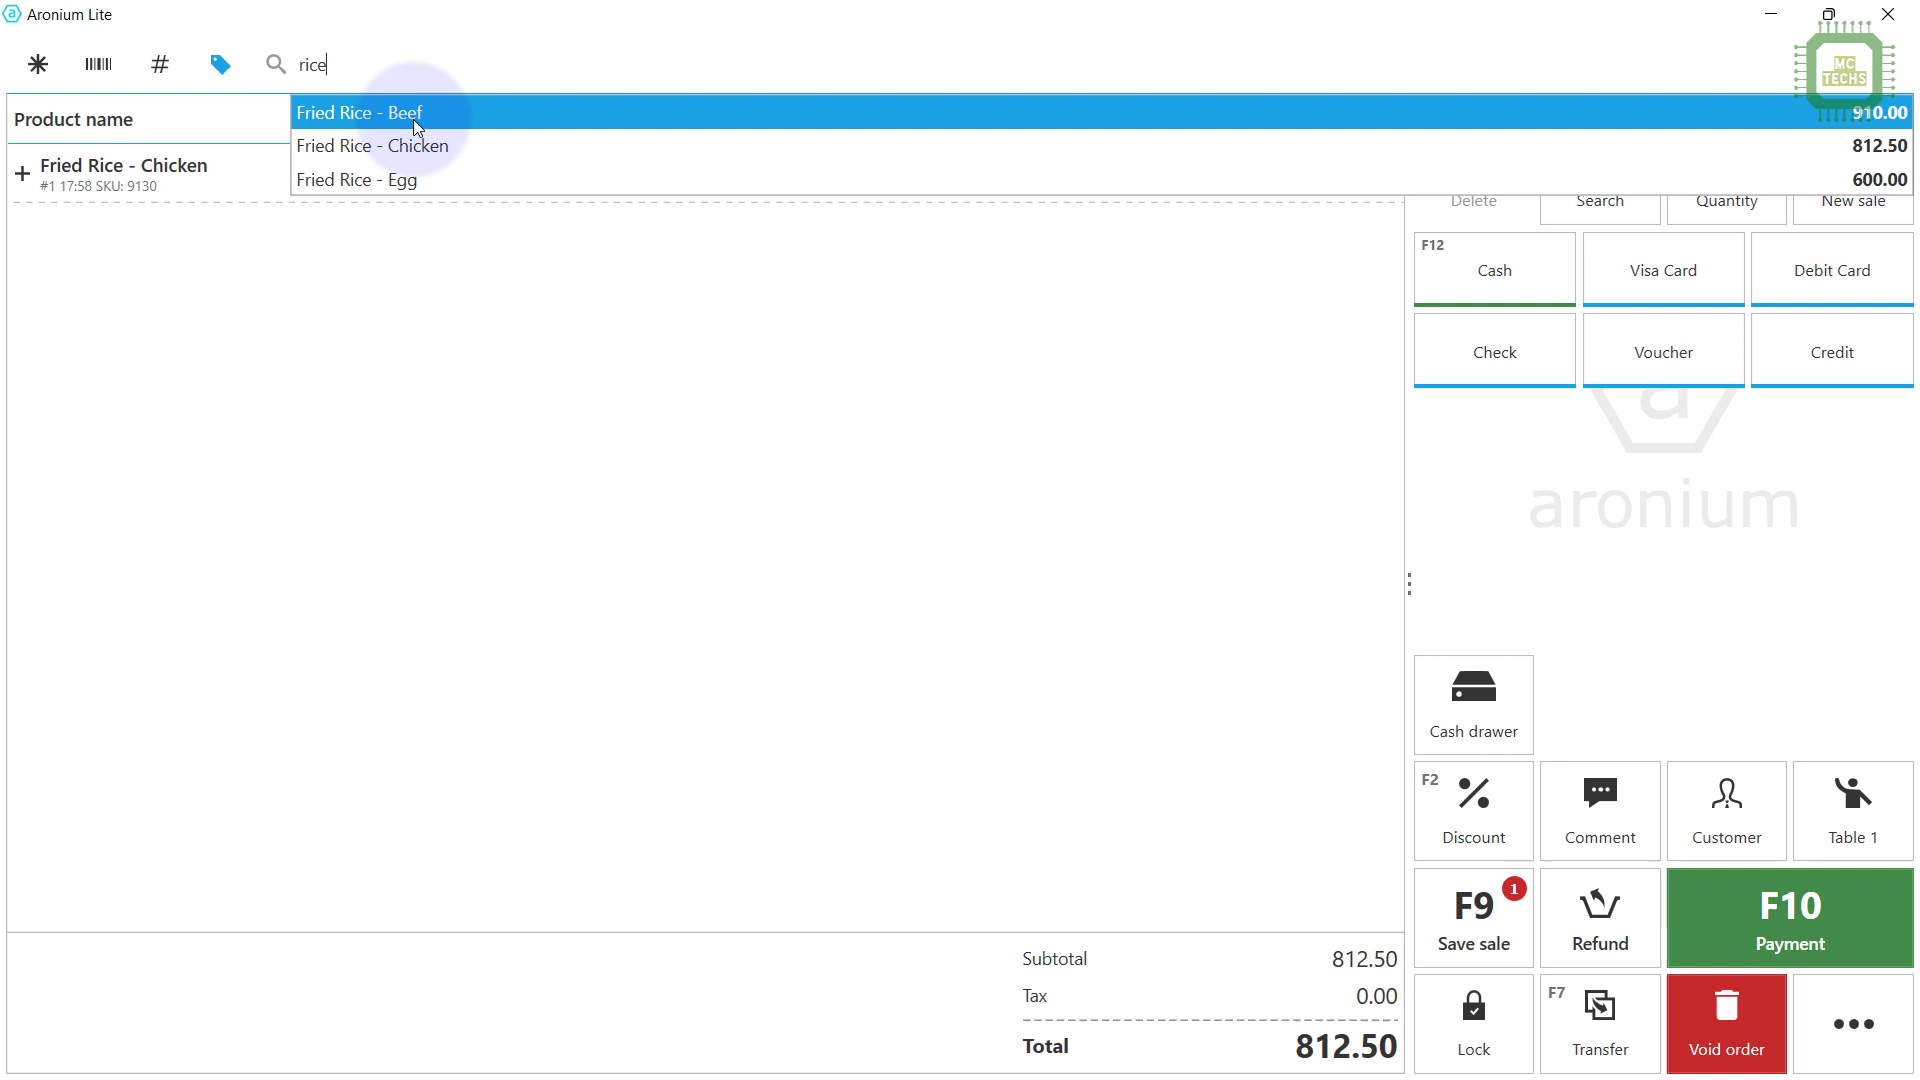 Aronium Lite
rice
MC
TECHS
Product name
Fried Rice - Beef 910.00
Fried Rice - Chicken 812.50
Fried Rice - Egg 600.00
Fried Rice - Chicken
#1 17:58 SKU: 9130
Delete Search Quantity New sale
F12
Cash Visa Card Debit Card
Check Voucher Credit
a
aronium
Cash drawer
F2
Discount Comment Customer Table 1
F9 1 F10
Save sale Refund Payment
Subtotal 812.50
Tax 0.00
Total 812.50
F7
Lock Transfer Void order